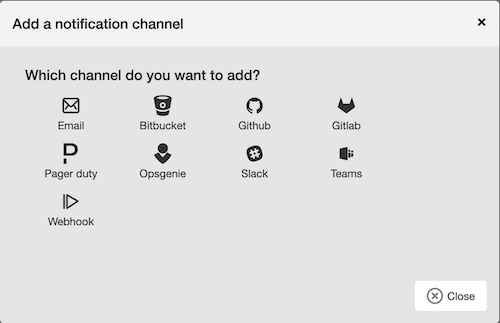 Add a notification channel
Which channel do you want to add?
Email Bitbucket Github Gitlab
Pager duty Opsgenie Slack Teams
Webhook
Close